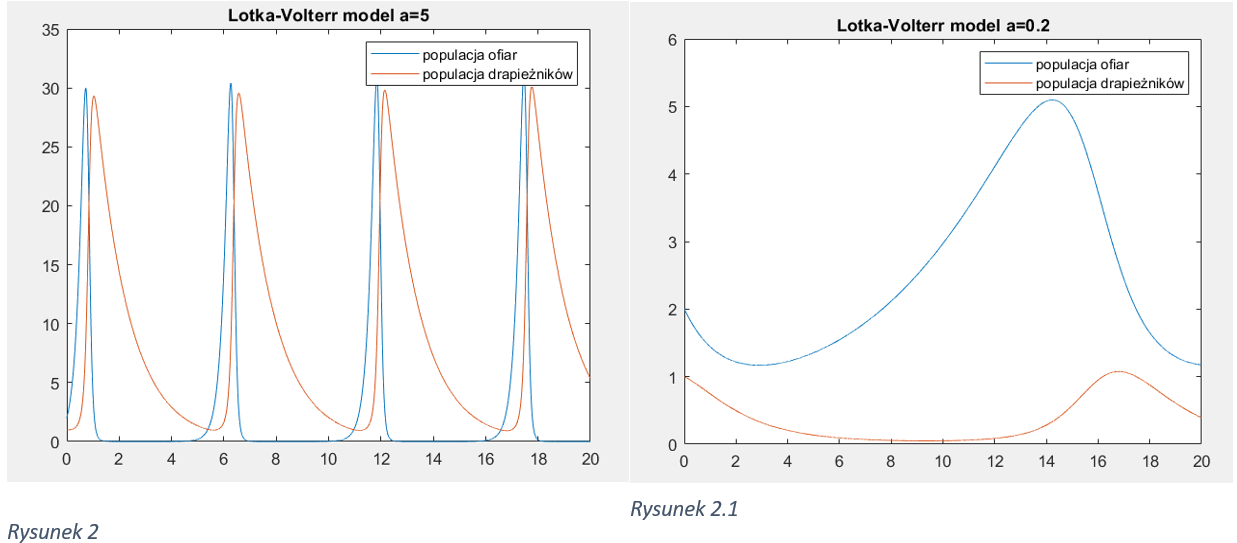 Lotka-Volterr model a=5
35
30
25
20
15
10
5
0
0 2 4 6 8 10 12 14 16 18 20
populacja ofiar
populacja drapieżników
Rysunek 2
Lotka-Volterr model a=0.2
6
5
4
3
2
1
0
0 2 4 6 8 10 12 14 16 18 20
populacja ofiar
populacja drapieżników
Rysunek 2.1